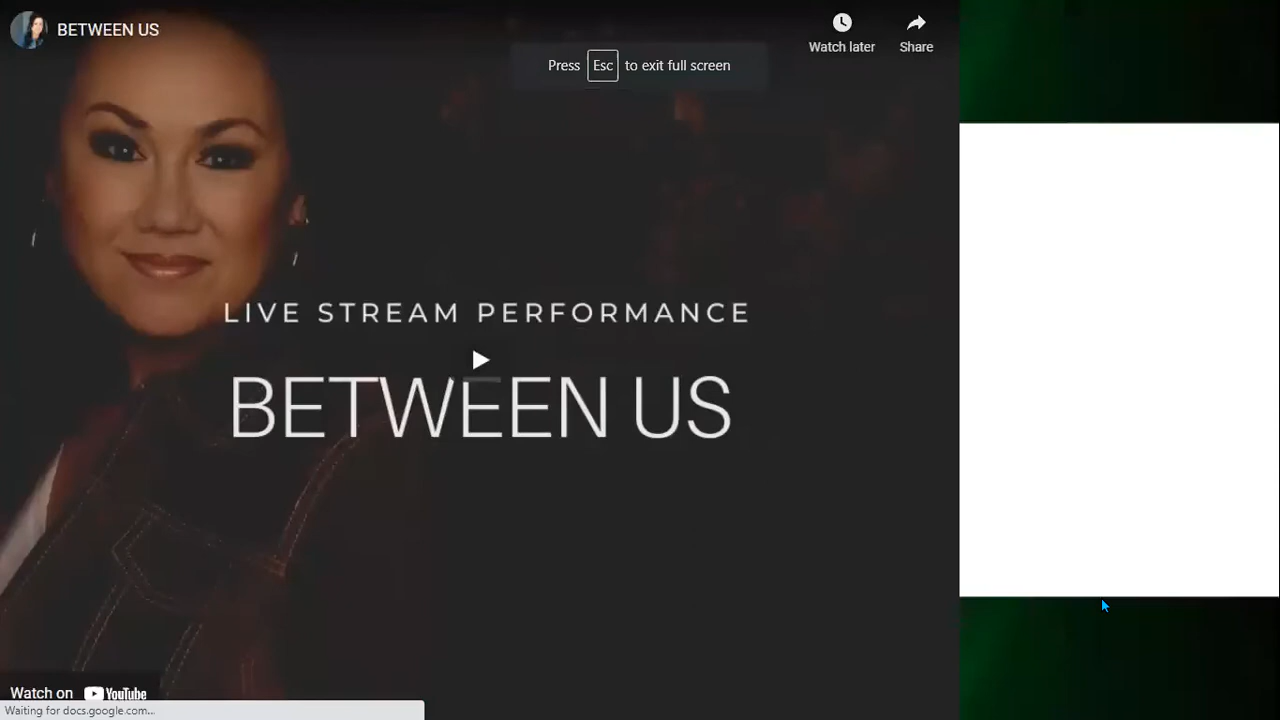 BETWEEN US
Watch later
Share
Press Esc to exit full screen
LIVE STREAM PERFORMANCE
BETWEEN US
Watch on YouTube
Waiting for docs.google.com...